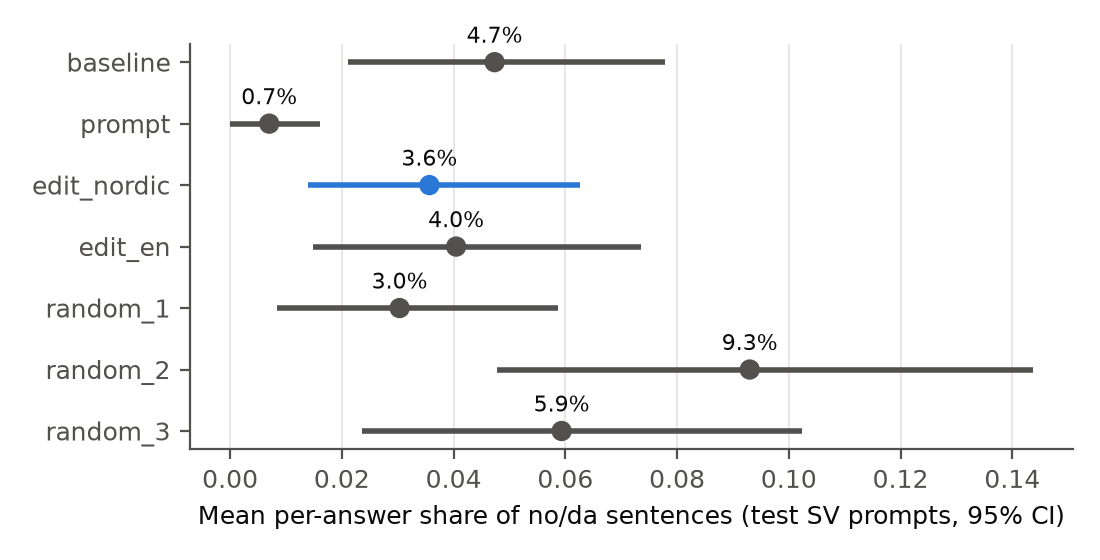 baseline 4.7%
prompt 0.7%
edit_nordic 3.6%
edit_en 4.0%
random_1 3.0%
random_2 9.3%
random_3 5.9%
0.00 0.02 0.04 0.06 0.08 0.10 0.12 0.14
Mean per-answer share of no/da sentences (test SV prompts, 95% CI)